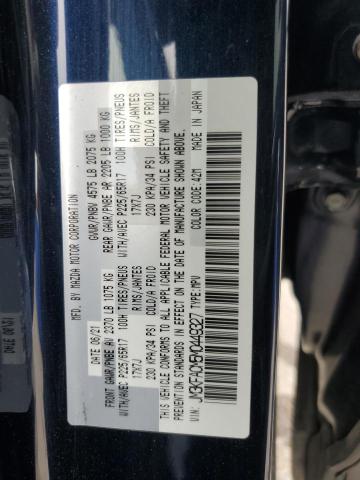 MFD. BY MAZDA MOTOR CORPORATION
DATE 06/21 GVWR/PNBV 4575 LB 2075 KG
FRONT GAWR/PNBE AV 2370 LB 1075 KG REAR GAWR/PNBE AR 2205 LB 1000 KG
WITH/AVEC P225/65R17 100H TIRES/PNEUS WITH/AVEC P225/65R17 100H TIRES/PNEUS
17X7J RIMS/JANTES 17X7J RIMS/JANTES
230 KPA/34 PSI COLD/A FROID 230 KPA/34 PSI COLD/A FROID
THIS VEHICLE CONFORMS TO ALL APPLICABLE FEDERAL MOTOR VEHICLE SAFETY AND THEFT
PREVENTION STANDARDS IN EFFECT ON THE DATE OF MANUFACTURE SHOWN ABOVE.
VIN: TYPE: MPV COLOR CODE: 42M MADE IN JAPAN